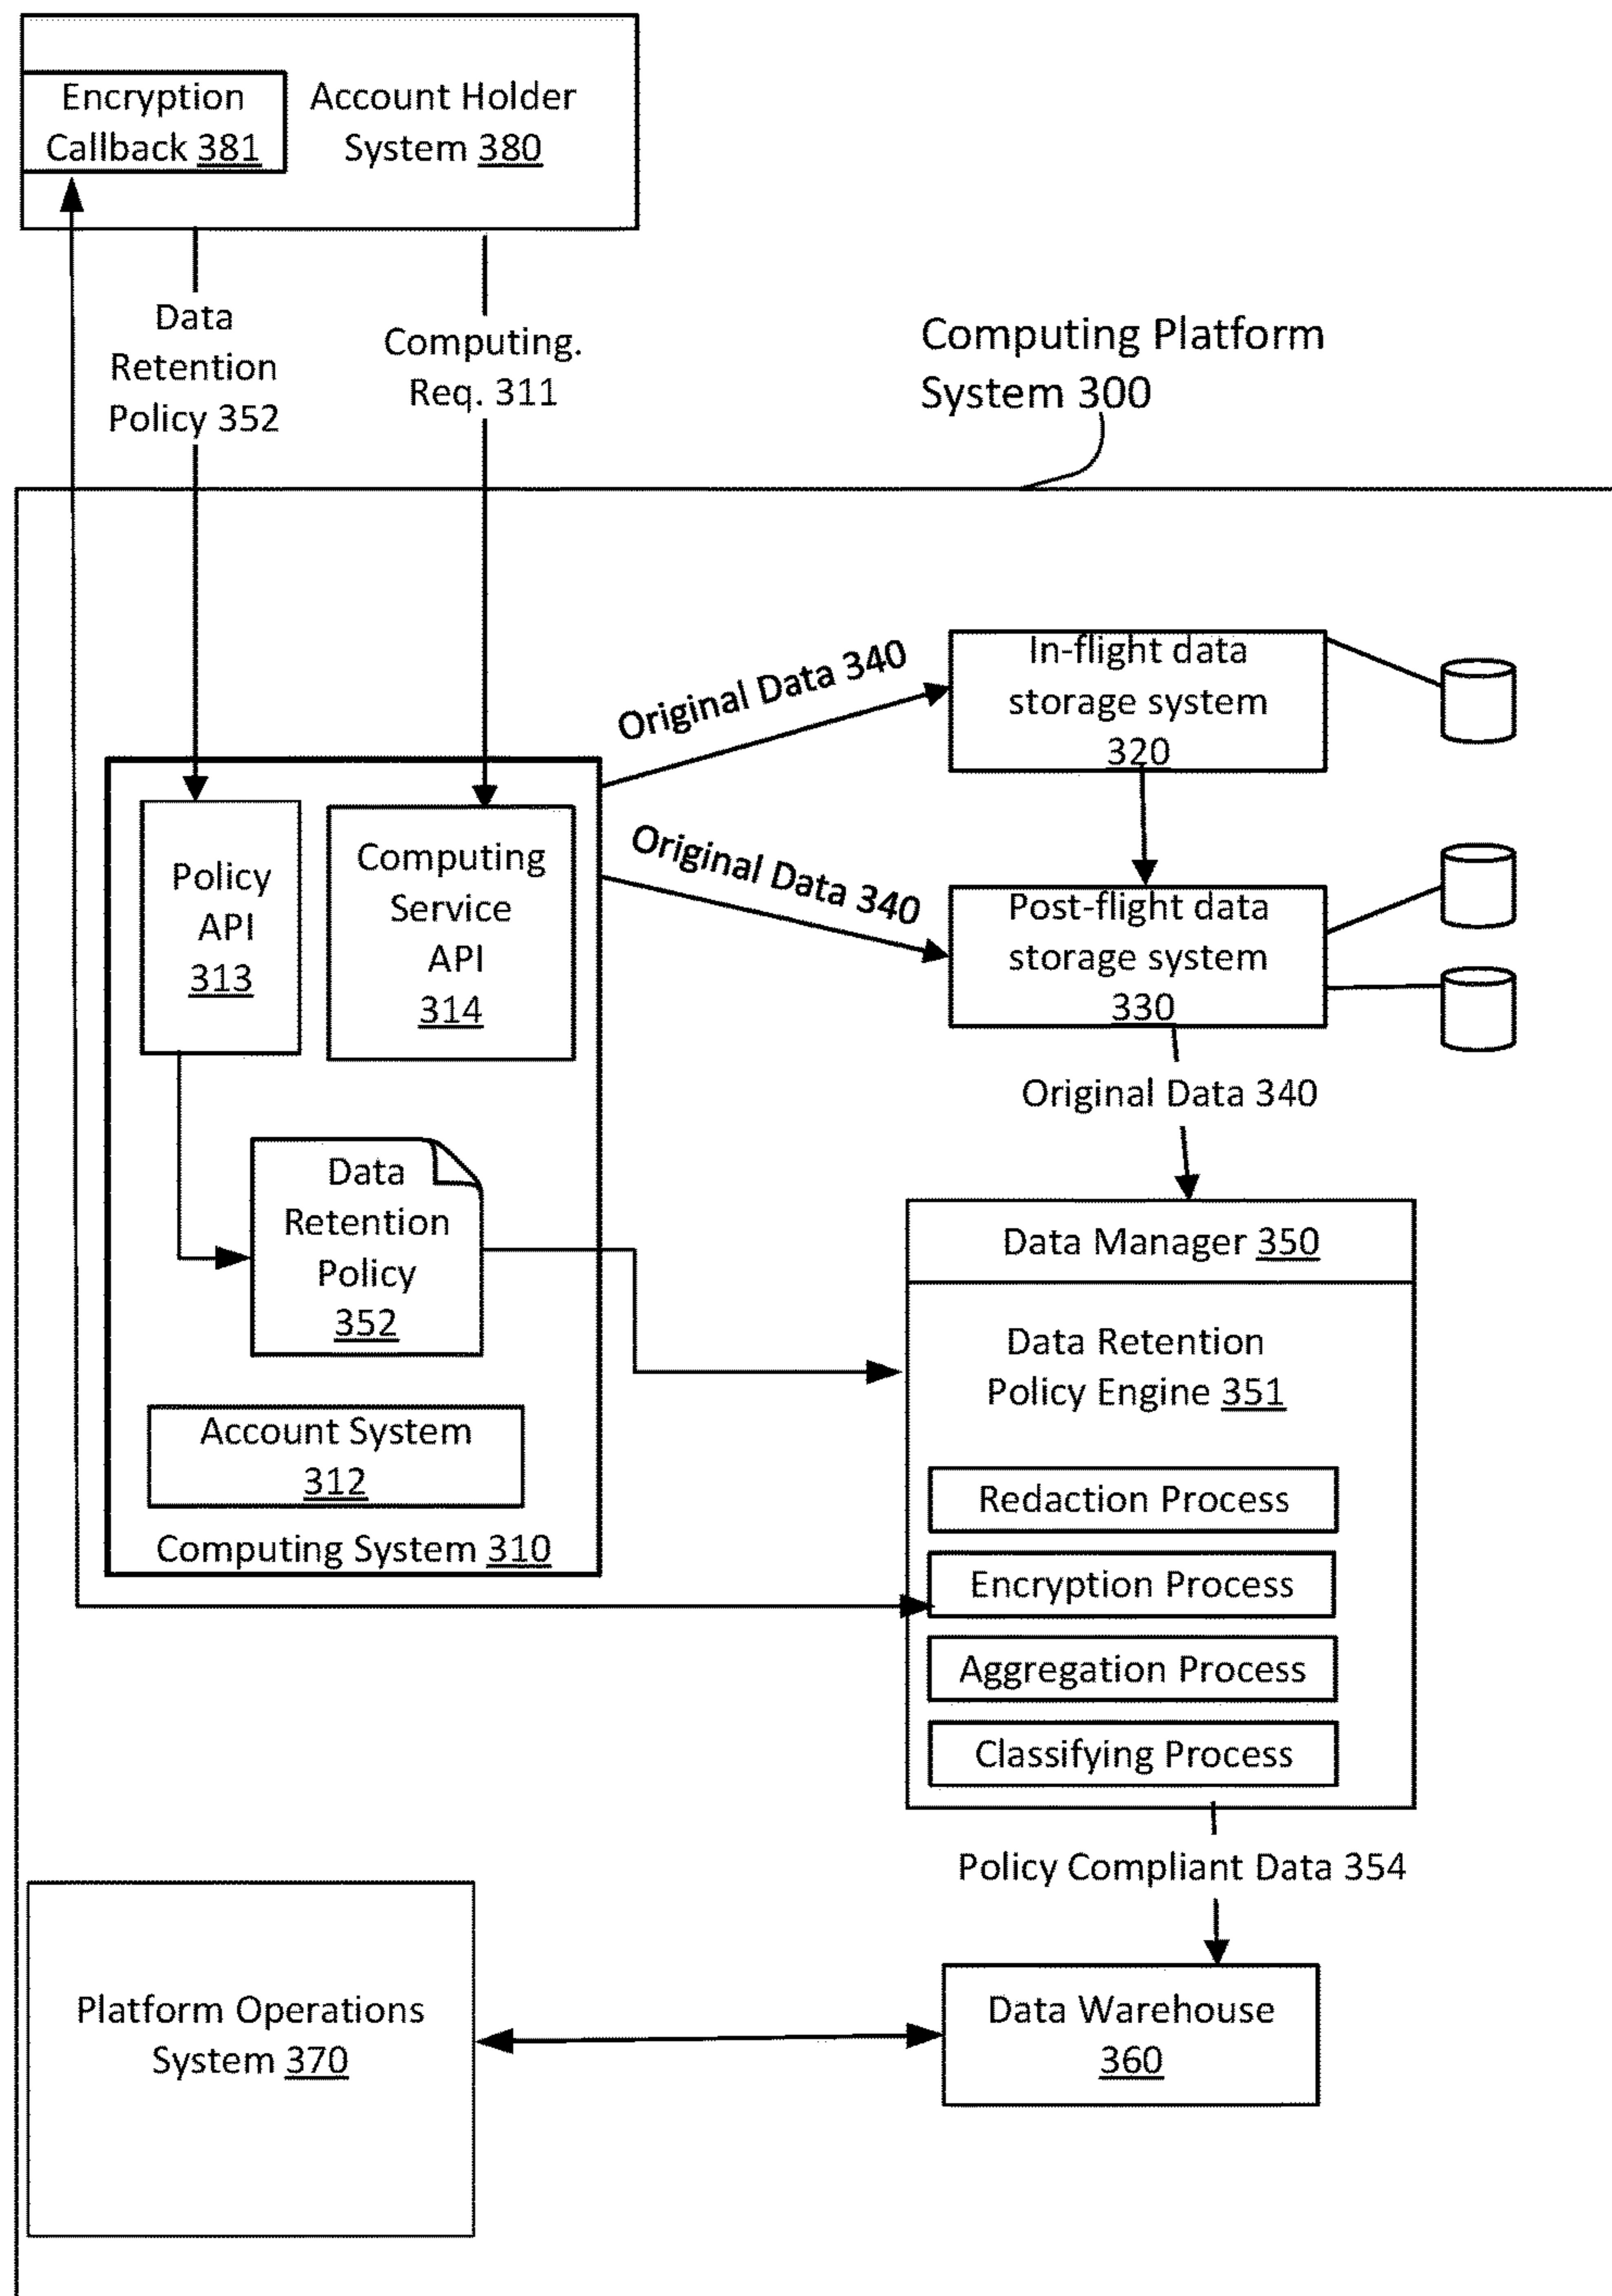 Encryption
Callback 381
Account Holder
System 380
Data
Retention
Policy 352
Computing.
Req. 311
Computing Platform
System 300
Original Data 340
In-flight data
storage system
320
Original Data 340
Post-flight data
storage system
330
Policy
API
313
Computing
Service
API
314
Original Data 340
Data
Retention
Policy
352
Account System
312
Computing System 310
Data Manager 350
Data Retention
Policy Engine 351
Redaction Process
Encryption Process
Aggregation Process
Classifying Process
Policy Compliant Data 354
Platform Operations
System 370
Data Warehouse
360